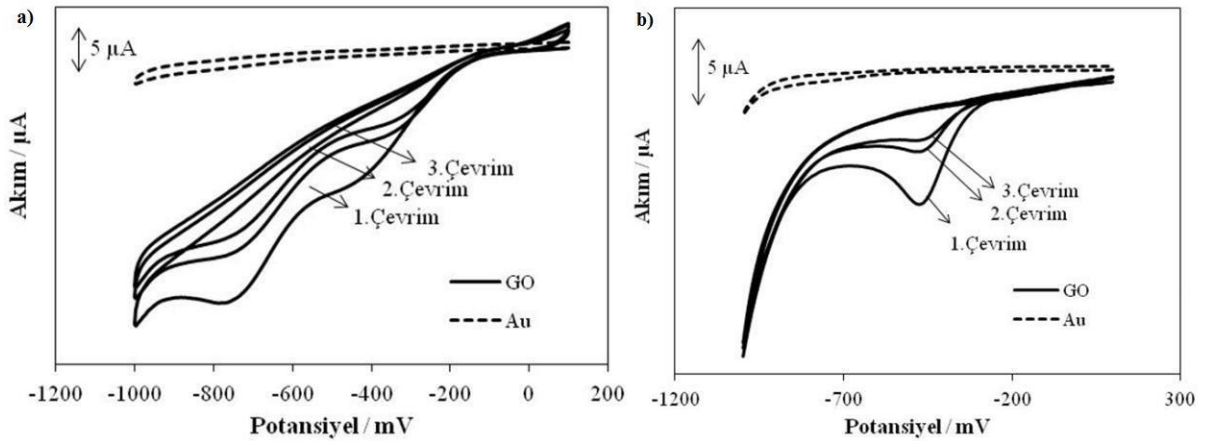 a)
5 µA
Akım / µA
3.Çevrim
2.Çevrim
1.Çevrim
GO
Au
-1200 -1000 -800 -600 -400 -200 0 200
Potansiyel / mV
b)
5 µA
Akım / µA
3.Çevrim
2.Çevrim
1.Çevrim
GO
Au
-1200 -700 -200 300
Potansiyel / mV